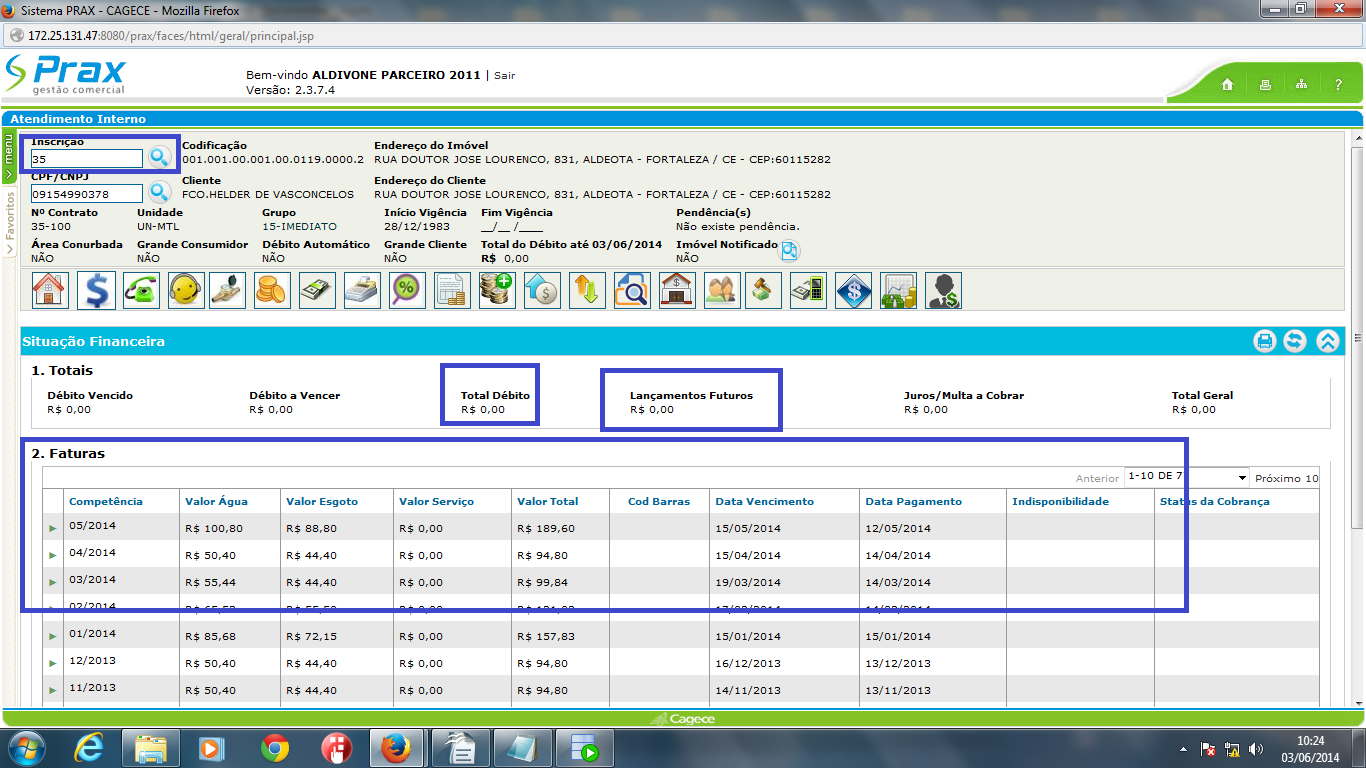 Sistema PRAX - CAGECE - Mozilla Firefox
172.25.131.47:8080/prax/faces/html/geral/principal.jsp
Prax
gestão comercial
Bem-vindo ALDIVONE PARCEIRO 2011 | Sair
Versão: 2.3.7.4
?
Atendimento Interno
menu
Favoritos
Inscrição Codificação Endereço do Imóvel
35 001.001.00.001.00.0119.0000.2 RUA DOUTOR JOSE LOURENCO, 831, ALDEOTA - FORTALEZA / CE - CEP:60115282
CPF/CNPJ Cliente Endereço do Cliente
09154990378 FCO.HELDER DE VASCONCELOS RUA DOUTOR JOSE LOURENCO, 831, ALDEOTA - FORTALEZA / CE - CEP:60115282
Nº Contrato Unidade Grupo Início Vigência Fim Vigência Pendência(s)
35-100 UN-MTL 15-IMEDIATO 28/12/1983 __/__ /____ Não existe pendência.
Área Conurbada Grande Consumidor Débito Automático Grande Cliente Total do Débito até 03/06/2014 Imóvel Notificado
NÃO NÃO NÃO NÃO R$ 0,00 NÃO
Situação Financeira
1. Totais
Débito Vencido Débito a Vencer Total Débito Lançamentos Futuros Juros/Multa a Cobrar Total Geral
R$ 0,00 R$ 0,00 R$ 0,00 R$ 0,00 R$ 0,00 R$ 0,00
2. Faturas
Anterior 1-10 DE 7 Próximo 10
Competência Valor Água Valor Esgoto Valor Serviço Valor Total Cod Barras Data Vencimento Data Pagamento Indisponibilidade Status da Cobrança
05/2014 R$ 100,80 R$ 88,80 R$ 0,00 R$ 189,60 15/05/2014 12/05/2014
04/2014 R$ 50,40 R$ 44,40 R$ 0,00 R$ 94,80 15/04/2014 14/04/2014
03/2014 R$ 55,44 R$ 44,40 R$ 0,00 R$ 99,84 19/03/2014 14/03/2014
02/2014
01/2014 R$ 85,68 R$ 72,15 R$ 0,00 R$ 157,83 15/01/2014 15/01/2014
12/2013 R$ 50,40 R$ 44,40 R$ 0,00 R$ 94,80 16/12/2013 13/12/2013
11/2013 R$ 50,40 R$ 44,40 R$ 0,00 R$ 94,80 14/11/2013 13/11/2013
Cagece
10:24
03/06/2014